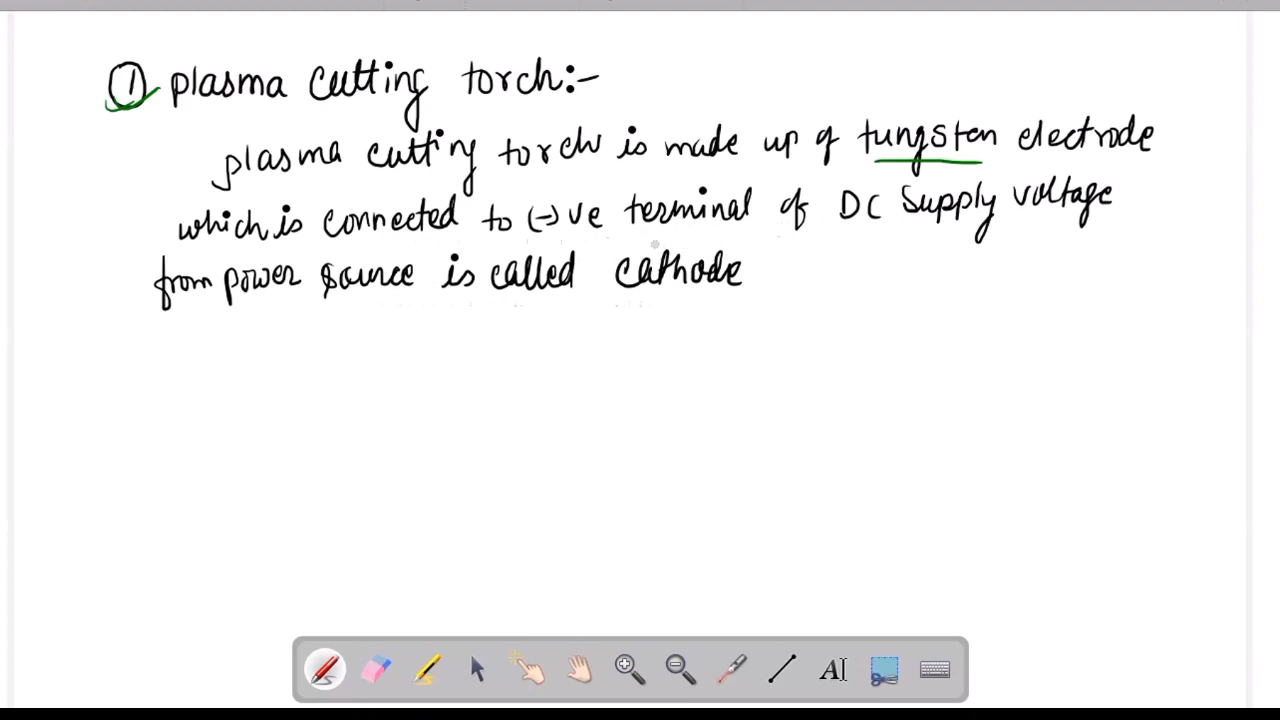 ① plasma cutting torch:-
plasma cutting torch is made up of tungsten electrode
which is connected to (-)ve terminal of DC supply voltage
from power source is called cathode